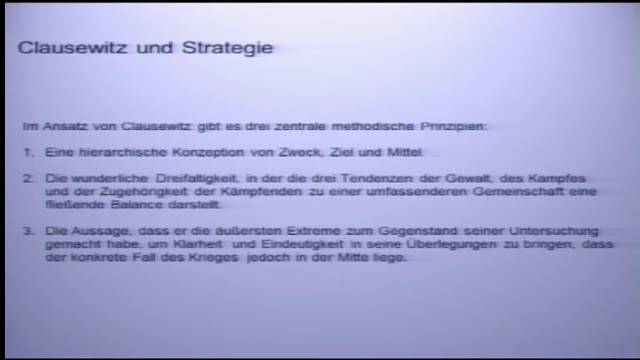 Clausewitz und Strategie
Im Ansatz von Clausewitz gibt es drei zentrale methodische Prinzipien:
1. Eine hierarchische Konzeption von Zweck, Ziel und Mittel
2. Die wunderliche Dreifaltigkeit, in der die drei Tendenzen der Gewalt, des Kampfes
und der Zugehörigkeit der Kämpfenden zu einer umfassenderen Gemeinschaft eine
fließende Balance darstellt.
3. Die Aussage, dass er die äußersten Extreme zum Gegenstand seiner Untersuchung
gemacht habe, um Klarheit und Eindeutigkeit in seine Überlegungen zu bringen, dass
der konkrete Fall des Krieges jedoch in der Mitte liege.